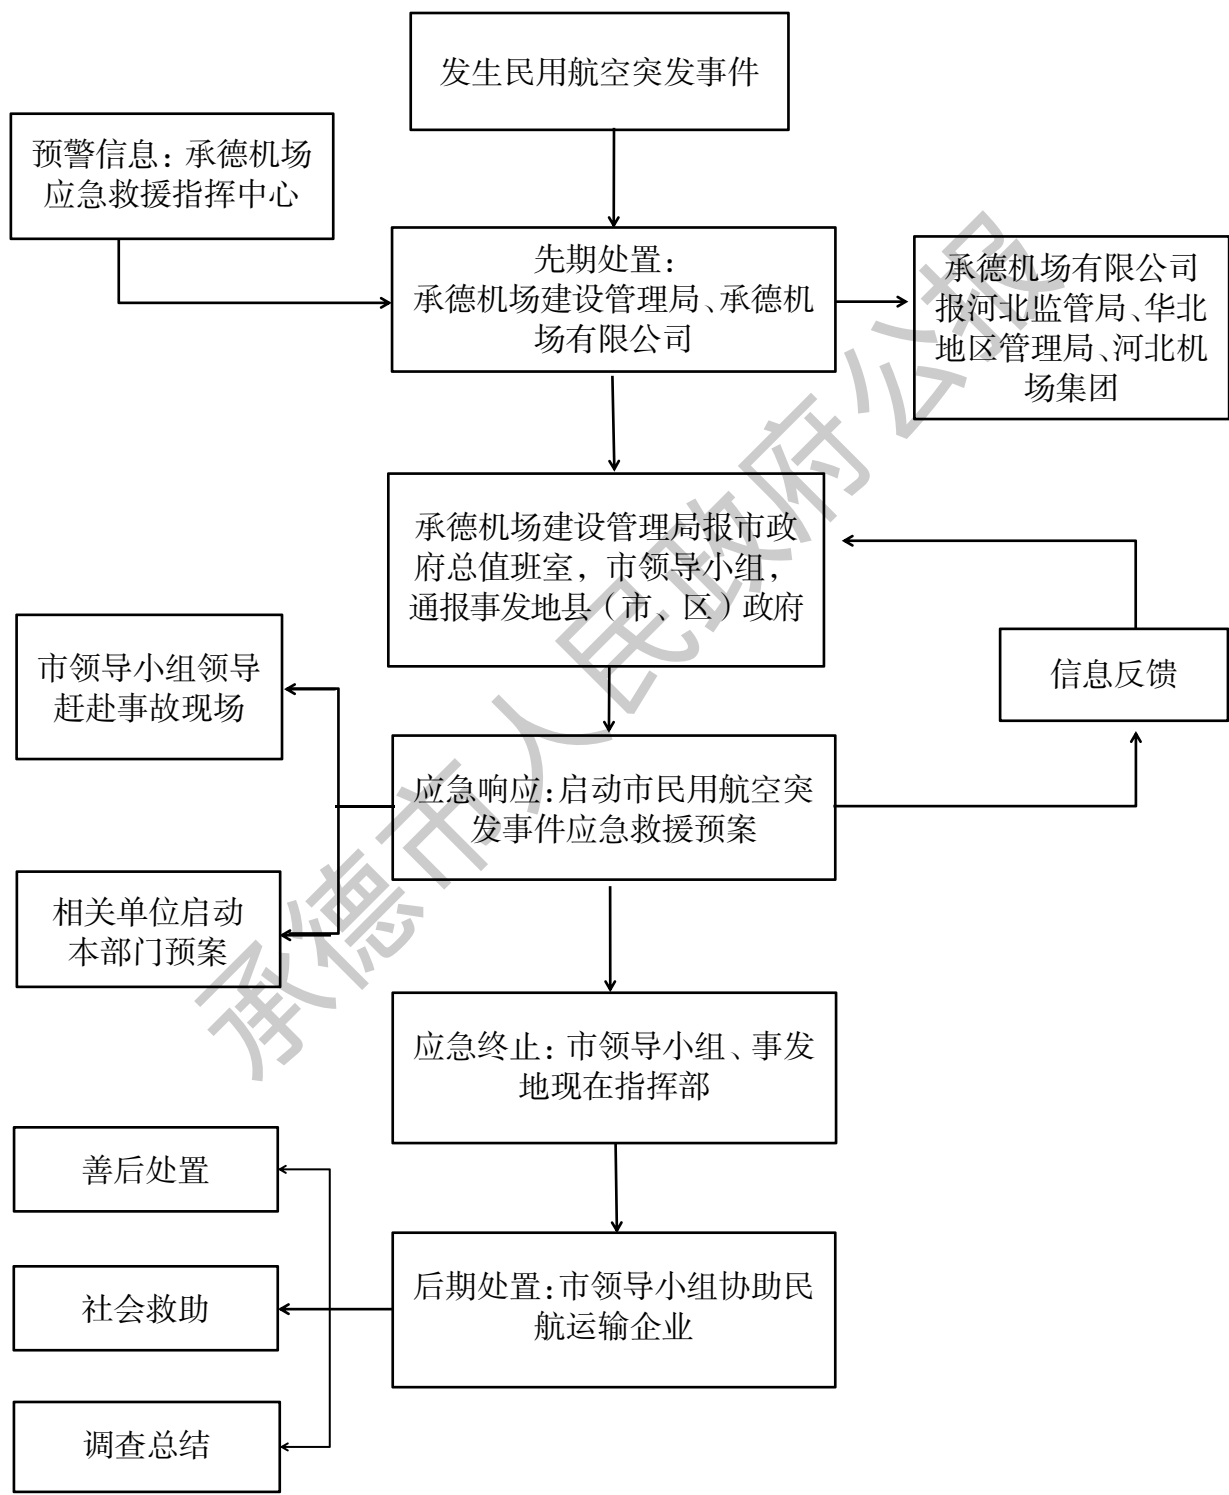 发生民用航空突发事件
预警信息：承德机场
应急救援指挥中心
先期处置：
承德机场建设管理局、承德机
场有限公司
承德机场有限公司
报河北监管局、华北
地区管理局、河北机
场集团
承德机场建设管理局报市政
府总值班室，市领导小组，
通报事发地县（市、区）政府
信息反馈
市领导小组领导
赶赴事故现场
应急响应：启动市民用航空突
发事件应急救援预案
相关单位启动
本部门预案
应急终止：市领导小组、事发
地现在指挥部
善后处置
后期处置：市领导小组协助民
航运输企业
社会救助
调查总结
承德市人民政府公报